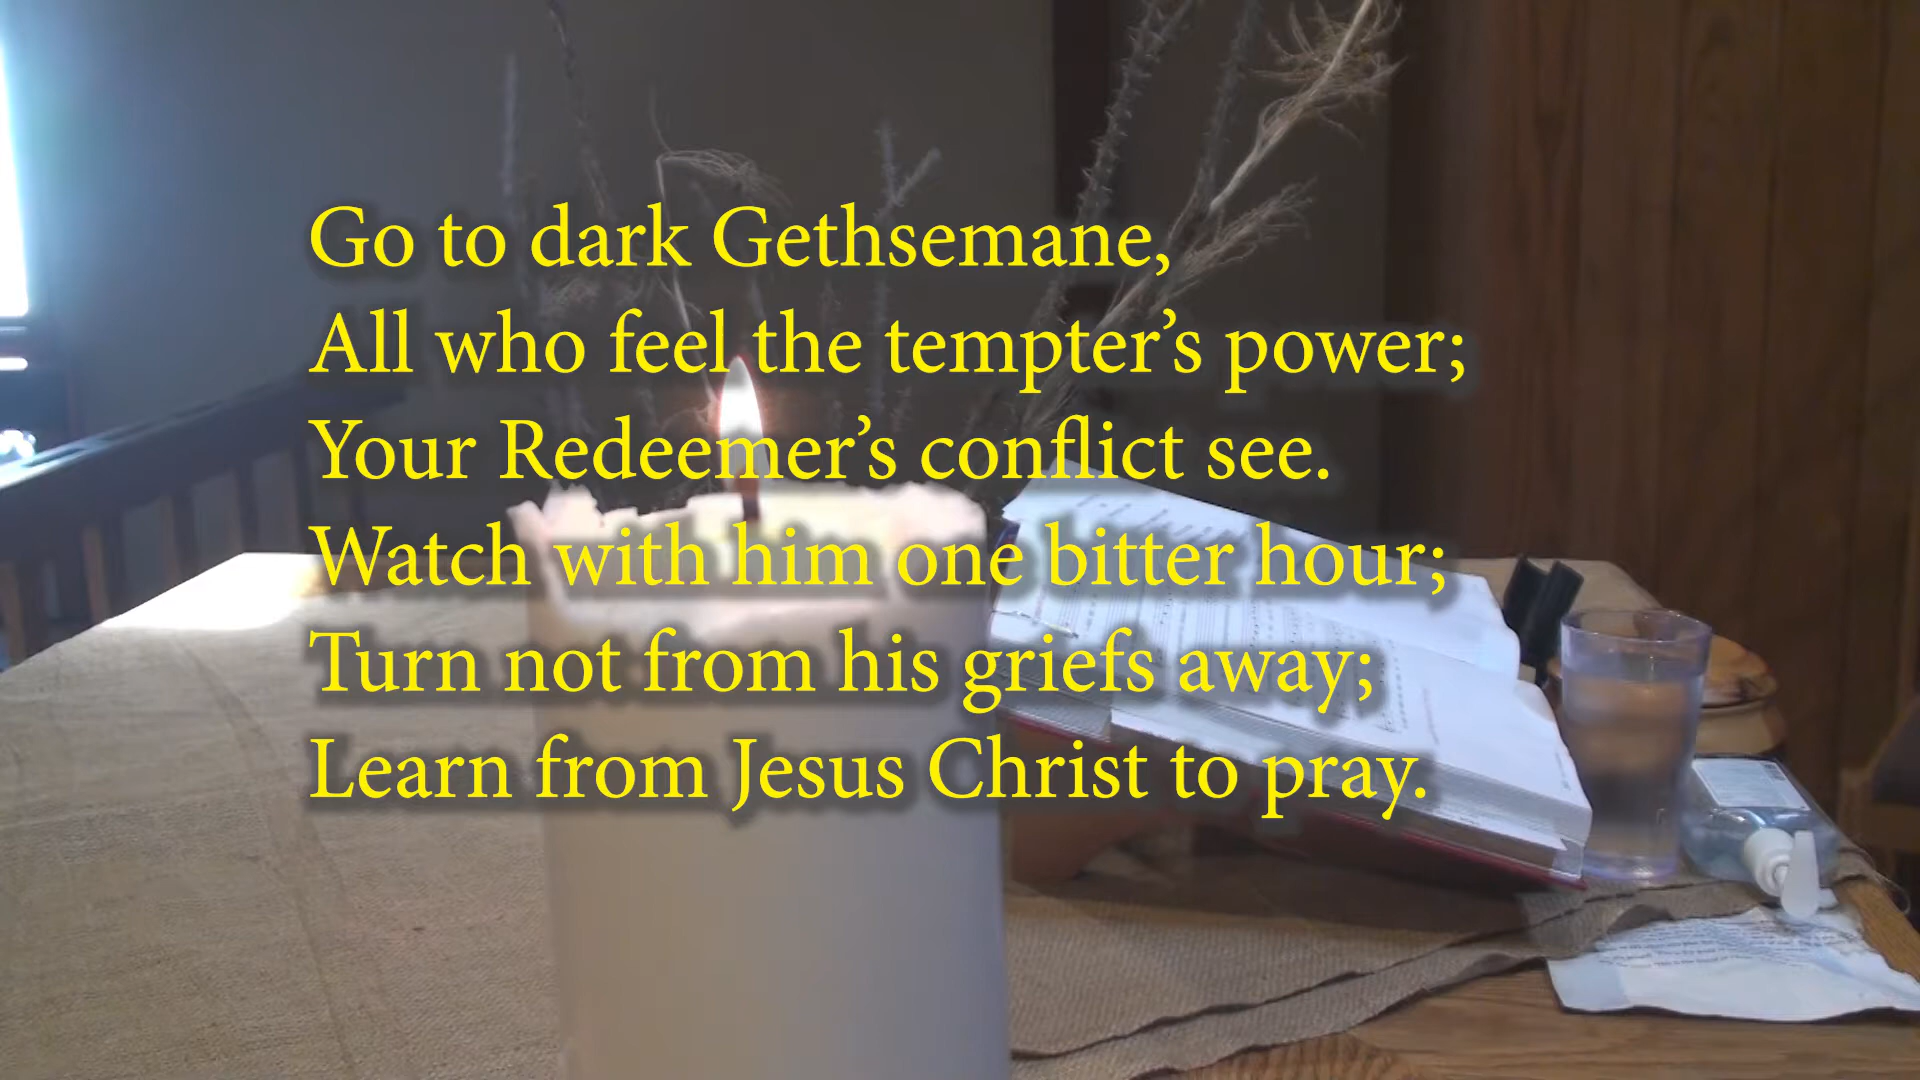 Go to dark Gethsemane,
All who feel the tempter’s power;
Your Redeemer’s conflict see.
Watch with him one bitter hour;
Turn not from his griefs away;
Learn from Jesus Christ to pray.